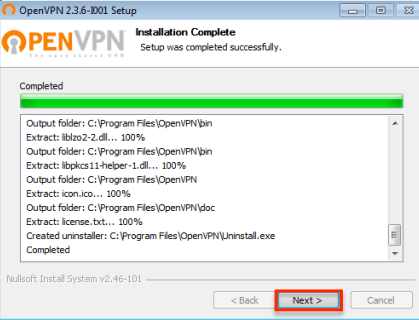 OpenVPN 2.3.6-I001 Setup
OPENVPN
the open source VPN
Installation Complete
Setup was completed successfully.
Completed
Output folder: C:\Program Files\OpenVPN\bin
Extract: liblzo2-2.dll... 100%
Output folder: C:\Program Files\OpenVPN\bin
Extract: libpkcs11-helper-1.dll... 100%
Output folder: C:\Program Files\OpenVPN
Extract: icon.ico... 100%
Output folder: C:\Program Files\OpenVPN\doc
Extract: license.txt... 100%
Created uninstaller: C:\Program Files\OpenVPN\Uninstall.exe
Completed
Nullsoft Install System v2.46-101
< Back Next > Cancel